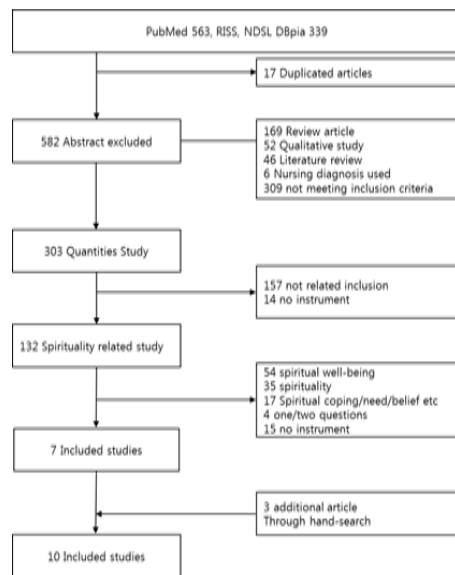 PubMed 563, RISS, NDSL DBpia 339
17 Duplicated articles
582 Abstract excluded
169 Review article
52 Qualitative study
46 Literature review
6 Nursing diagnosis used
309 not meeting inclusion criteria
303 Quantities Study
157 not related inclusion
14 no instrument
132 Spirituality related study
54 spiritual well-being
35 spirituality
17 Spiritual coping/need/belief etc
4 one/two questions
15 no instrument
7 Included studies
3 additional article
Through hand-search
10 Included studies